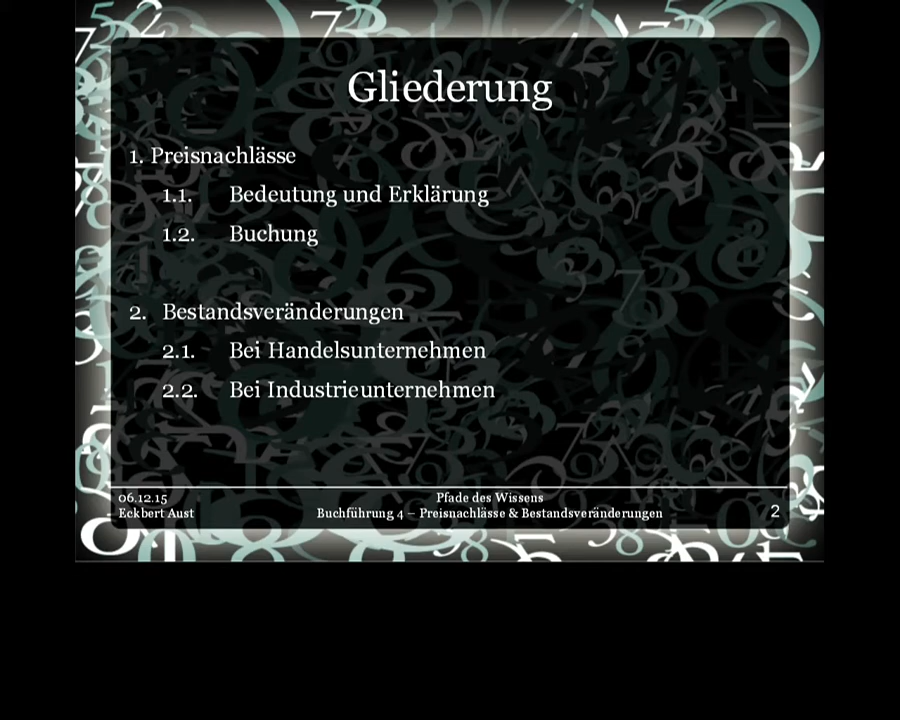 Gliederung
1. Preisnachlässe
1.1. Bedeutung und Erklärung
1.2. Buchung
2. Bestandsveränderungen
2.1. Bei Handelsunternehmen
2.2. Bei Industrieunternehmen
06.12.15
Eckbert Aust
Pfade des Wissens
Buchführung 4 – Preisnachlässe & Bestandsveränderungen
2